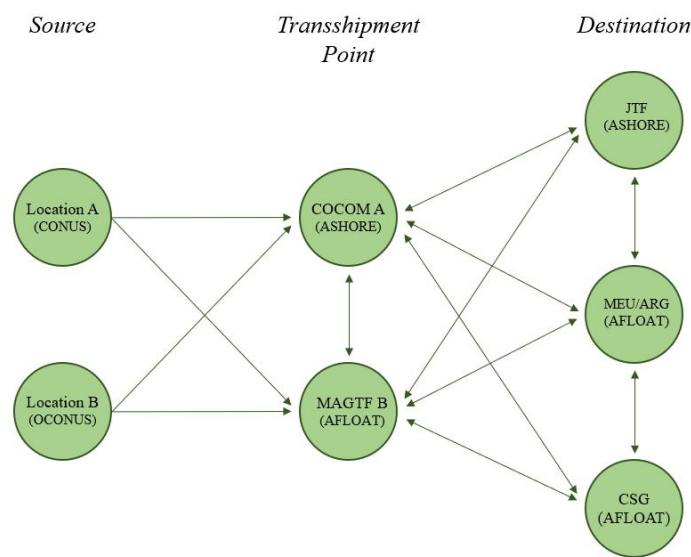 Source
Transshipment
Point
Destination
JTF
(ASHORE)
Location A
(CONUS)
COCOM A
(ASHORE)
MEU/ARG
(AFLOAT)
Location B
(OCONUS)
MAGTF B
(AFLOAT)
CSG
(AFLOAT)